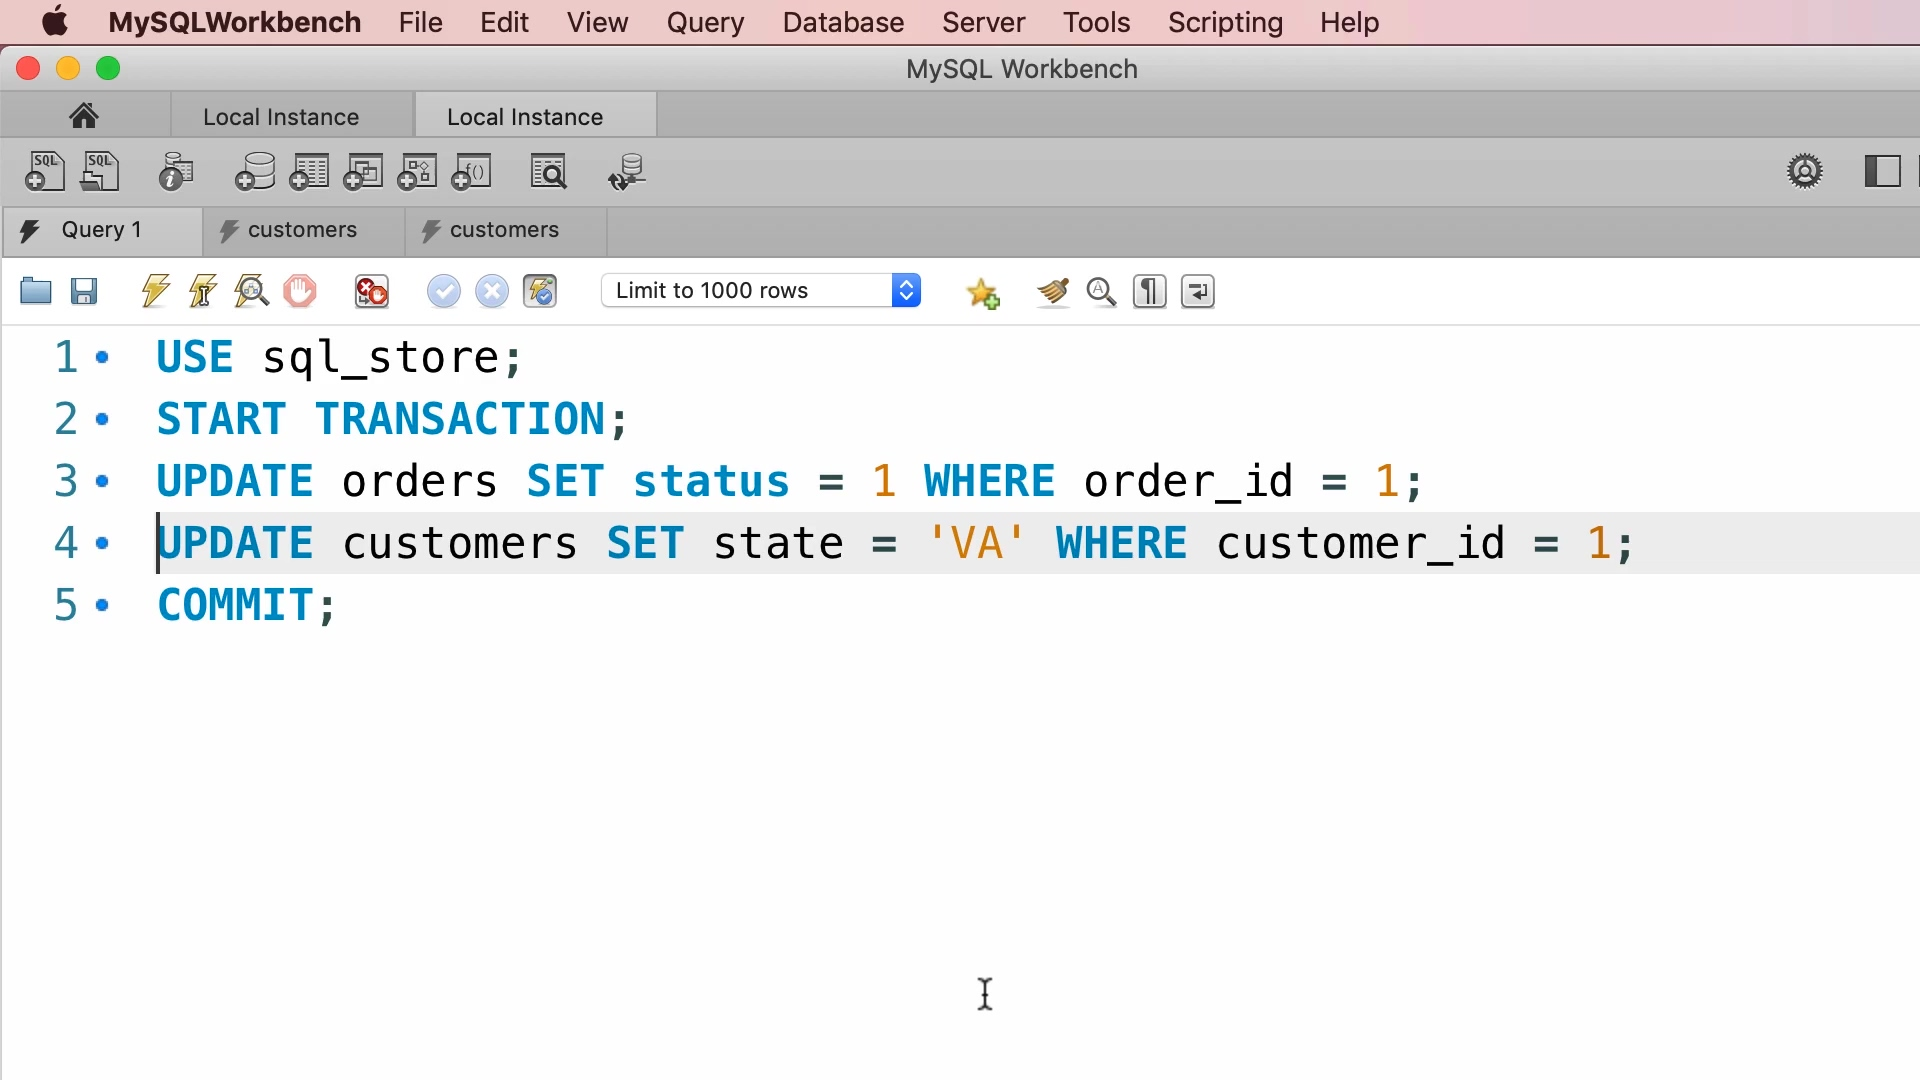 MySQLWorkbench File Edit View Query Database Server Tools Scripting Help
MySQL Workbench
Local Instance Local Instance
SQL SQL i f()
Query 1 customers customers
Limit to 1000 rows A ¶
1 USE sql_store;
2 START TRANSACTION;
3 UPDATE orders SET status = 1 WHERE order_id = 1;
4 UPDATE customers SET state = 'VA' WHERE customer_id = 1;
5 COMMIT;